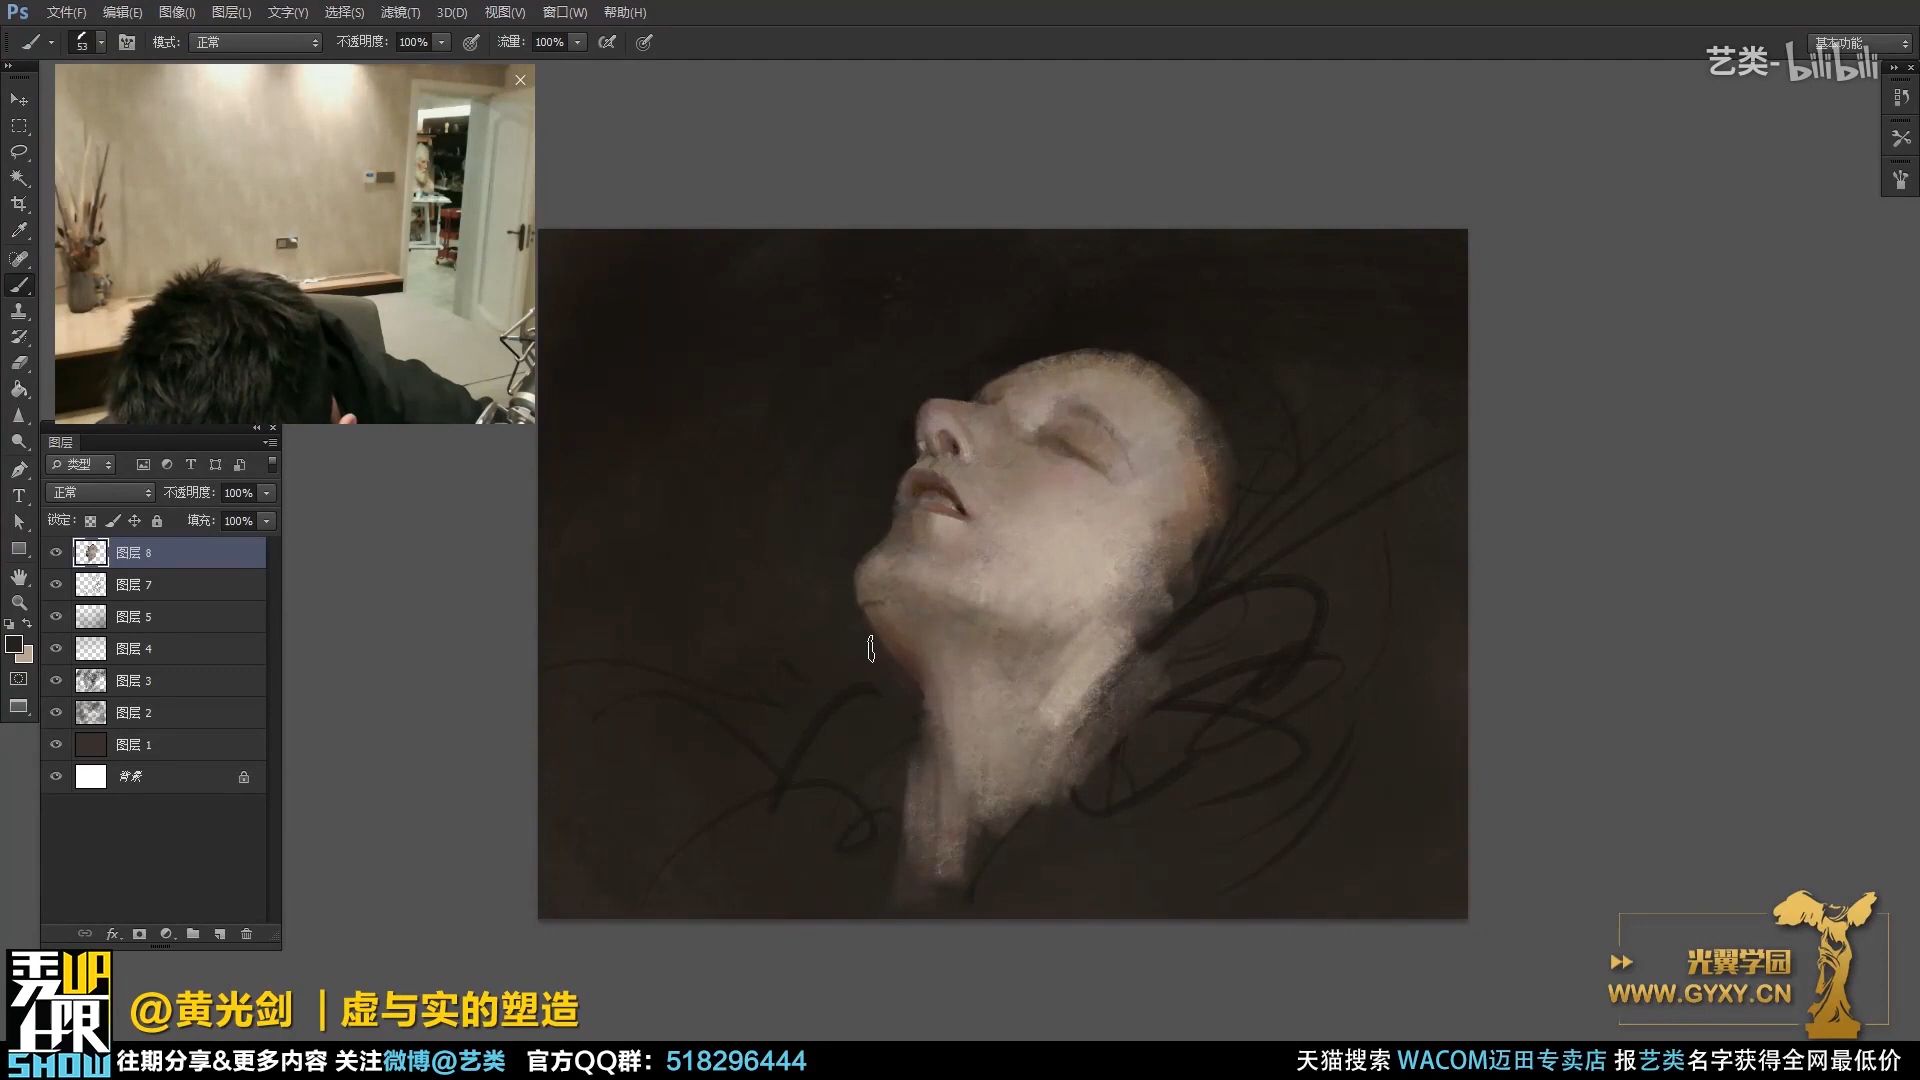 Ps 文件(F) 编辑(E) 图像(I) 图层(L) 文字(Y) 选择(S) 滤镜(T) 3D(D) 视图(V) 窗口(W) 帮助(H)
53 模式: 正常 不透明度: 100% 流量: 100% 基本功能
艺类-bilibili
图层
类型
正常 不透明度: 100%
锁定: 填充: 100%
图层 8
图层 7
图层 5
图层 4
图层 3
图层 2
图层 1
背景
fx
UP
SHOW
@黄光剑 | 虚与实的塑造
光翼学园
WWW.GYXY.CN
往期分享&更多内容 关注微博@艺类 官方QQ群: 518296444
天猫搜索 WACOM迈田专卖店 报艺类名字获得全网最低价